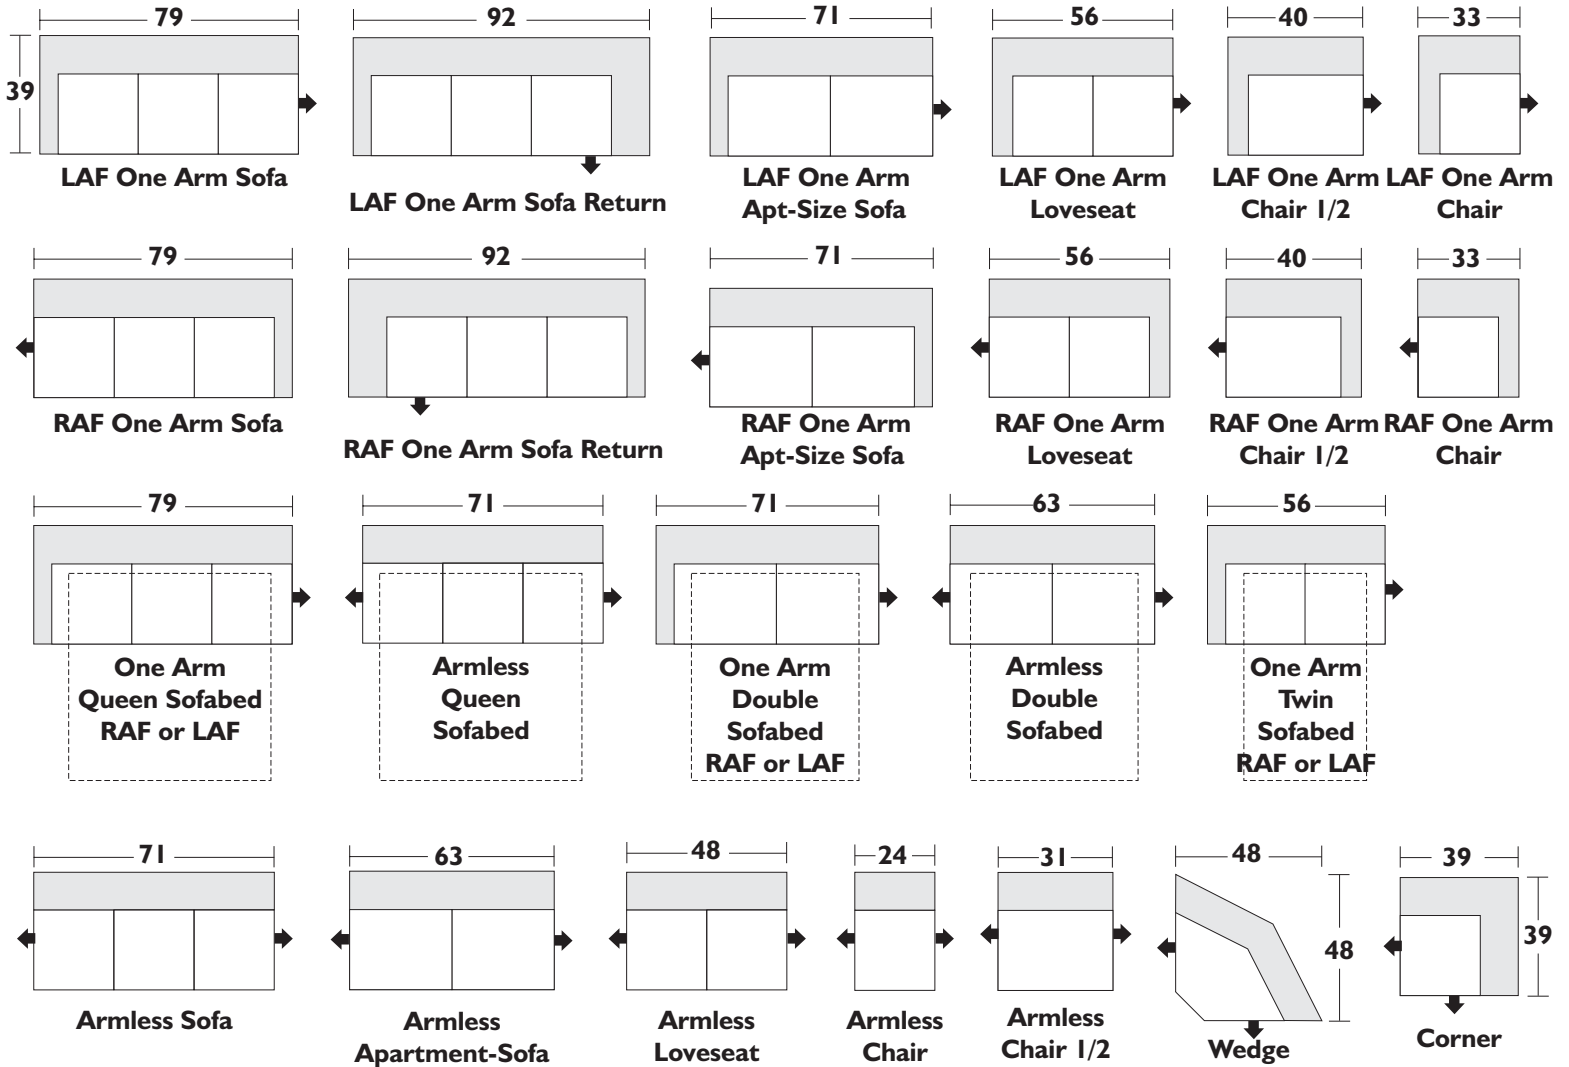 79
92
71
56
40
33
39
LAF One Arm Sofa
LAF One Arm Sofa Return
LAF One Arm
Apt-Size Sofa
LAF One Arm
Loveseat
LAF One Arm
Chair 1/2
LAF One Arm
Chair
79
92
71
56
40
33
RAF One Arm Sofa
RAF One Arm Sofa Return
RAF One Arm
Apt-Size Sofa
RAF One Arm
Loveseat
RAF One Arm
Chair 1/2
RAF One Arm
Chair
79
71
71
63
56
One Arm
Queen Sofabed
RAF or LAF
Armless
Queen
Sofabed
One Arm
Double
Sofabed
RAF or LAF
Armless
Double
Sofabed
One Arm
Twin
Sofabed
RAF or LAF
71
63
48
24
31
48
39
48
39
Armless Sofa
Armless
Apartment-Sofa
Armless
Loveseat
Armless
Chair
Armless
Chair 1/2
Wedge
Corner